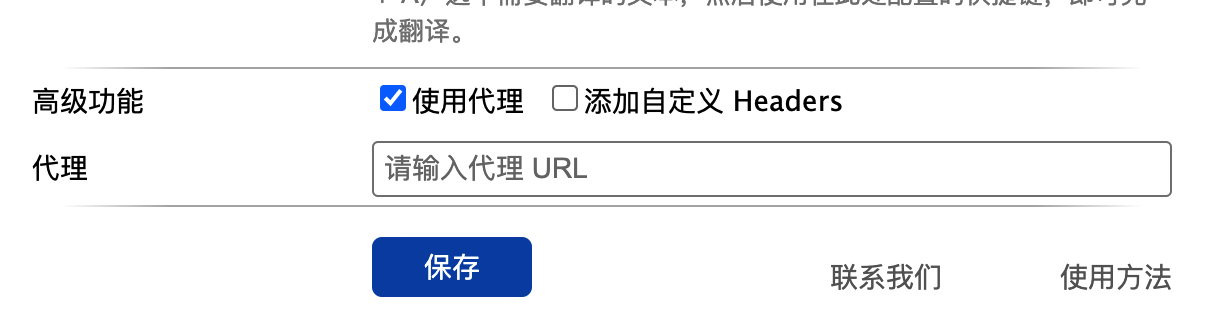 成翻译。
高级功能 使用代理 添加自定义 Headers
代理 请输入代理 URL
保存 联系我们 使用方法